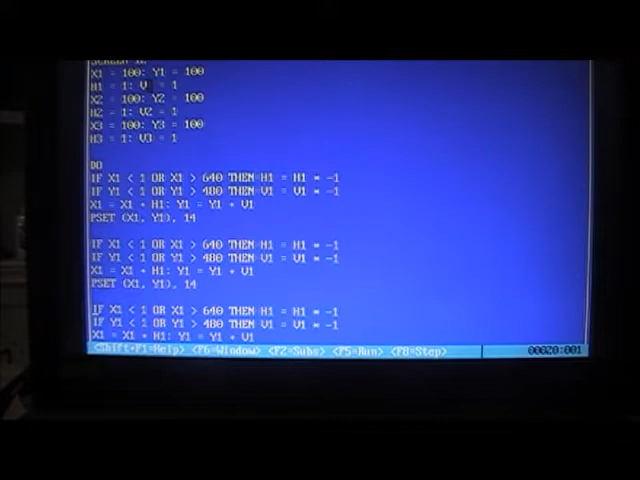 SCREEN 12
X1 = 100: Y1 = 100
H1 = 1: V = 1
X2 = 100: Y2 = 100
H2 = 1: V2 = 1
X3 = 100: Y3 = 100
H3 = 1: V3 = 1
DO
IF X1 < 1 OR X1 > 640 THEN H1 = H1 * -1
IF Y1 < 1 OR Y1 > 480 THEN V1 = V1 * -1
X1 = X1 + H1: Y1 = Y1 + V1
PSET (X1, Y1), 14
IF X1 < 1 OR X1 > 640 THEN H1 = H1 * -1
IF Y1 < 1 OR Y1 > 480 THEN V1 = V1 * -1
X1 = X1 + H1: Y1 = Y1 + V1
PSET (X1, Y1), 14
IF X1 < 1 OR X1 > 640 THEN H1 = H1 * -1
IF Y1 < 1 OR Y1 > 480 THEN V1 = V1 * -1
X1 = X1 + H1: Y1 = Y1 + V1
<Shift+F1=Help> <F6=Window> <F2=Subs> <F5=Run> <F8=Step> 00020:001